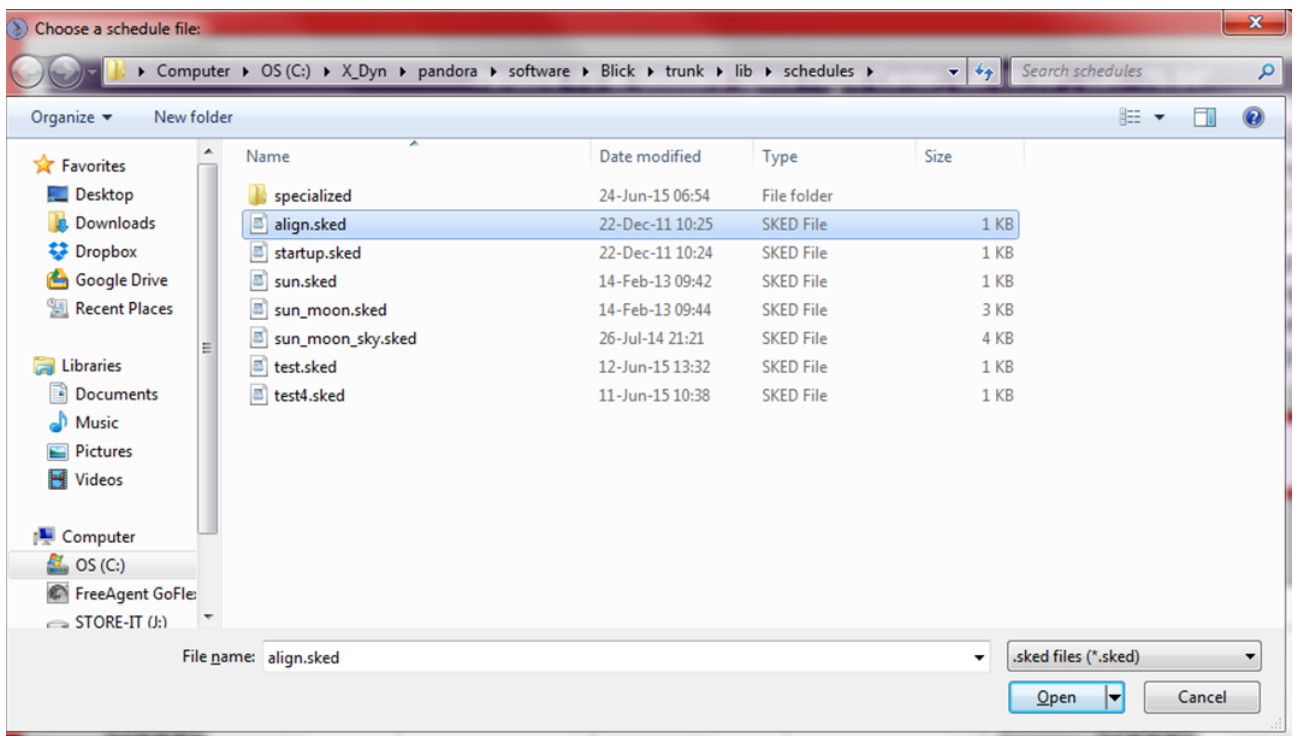 Choose a schedule file:
Computer OS (C:) X_Dyn pandora software Blick trunk lib schedules
Search schedules
Organize New folder
Favorites
Desktop
Downloads
Dropbox
Google Drive
Recent Places
Libraries
Documents
Music
Pictures
Videos
Computer
OS (C:)
FreeAgent GoFle
STORE-IT (J:)
Name Date modified Type Size
specialized 24-Jun-15 06:54 File folder
align.sked 22-Dec-11 10:25 SKED File 1 KB
startup.sked 22-Dec-11 10:24 SKED File 1 KB
sun.sked 14-Feb-13 09:42 SKED File 1 KB
sun_moon.sked 14-Feb-13 09:44 SKED File 3 KB
sun_moon_sky.sked 26-Jul-14 21:21 SKED File 4 KB
test.sked 12-Jun-15 13:32 SKED File 1 KB
test4.sked 11-Jun-15 10:38 SKED File 1 KB
File name: align.sked
.sked files (*.sked)
Open Cancel